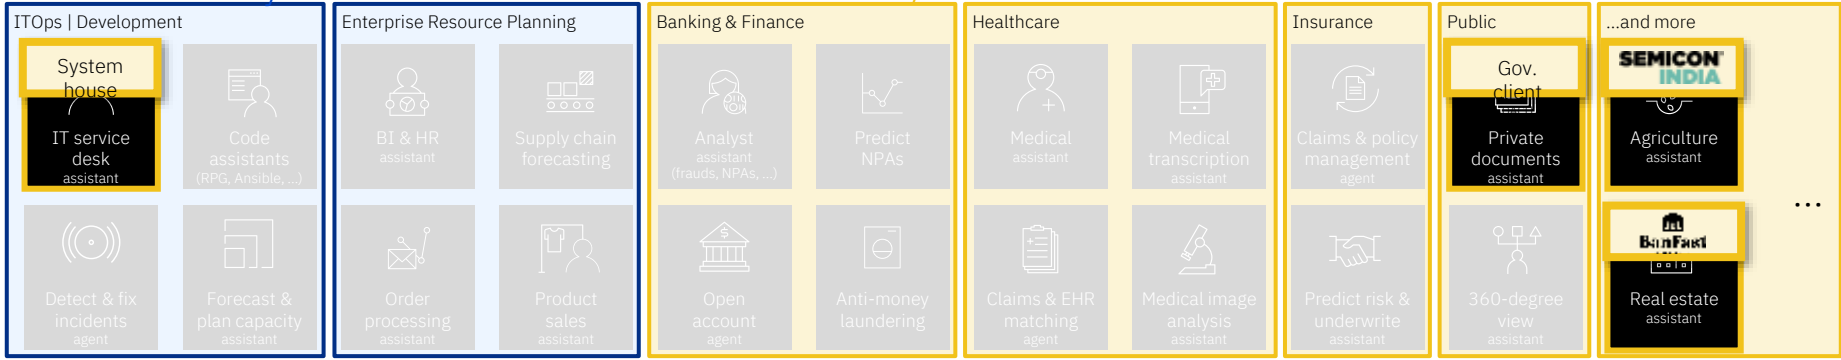 ITOps | Development
System
house
IT service
desk
assistant
Code
assistants
(RPG, Ansible, ...)
Detect & fix
incidents
agent
Forecast &
plan capacity
assistant
Enterprise Resource Planning
BI & HR
assistant
Supply chain
forecasting
Order
processing
assistant
Product
sales
assistant
Banking & Finance
Analyst
assistant
(frauds, NPAs, ...)
Predict
NPAs
Open
account
agent
Anti-money
laundering
Healthcare
Medical
assistant
Medical
transcription
assistant
Claims & EHR
matching
agent
Medical image
analysis
assistant
Insurance
Claims & policy
management
agent
Predict risk &
underwrite
assistant
Public
Gov.
client
Private
documents
assistant
360-degree
view
assistant
...and more
SEMICON
INDIA
Agriculture
assistant
BanFast
Real estate
assistant
...